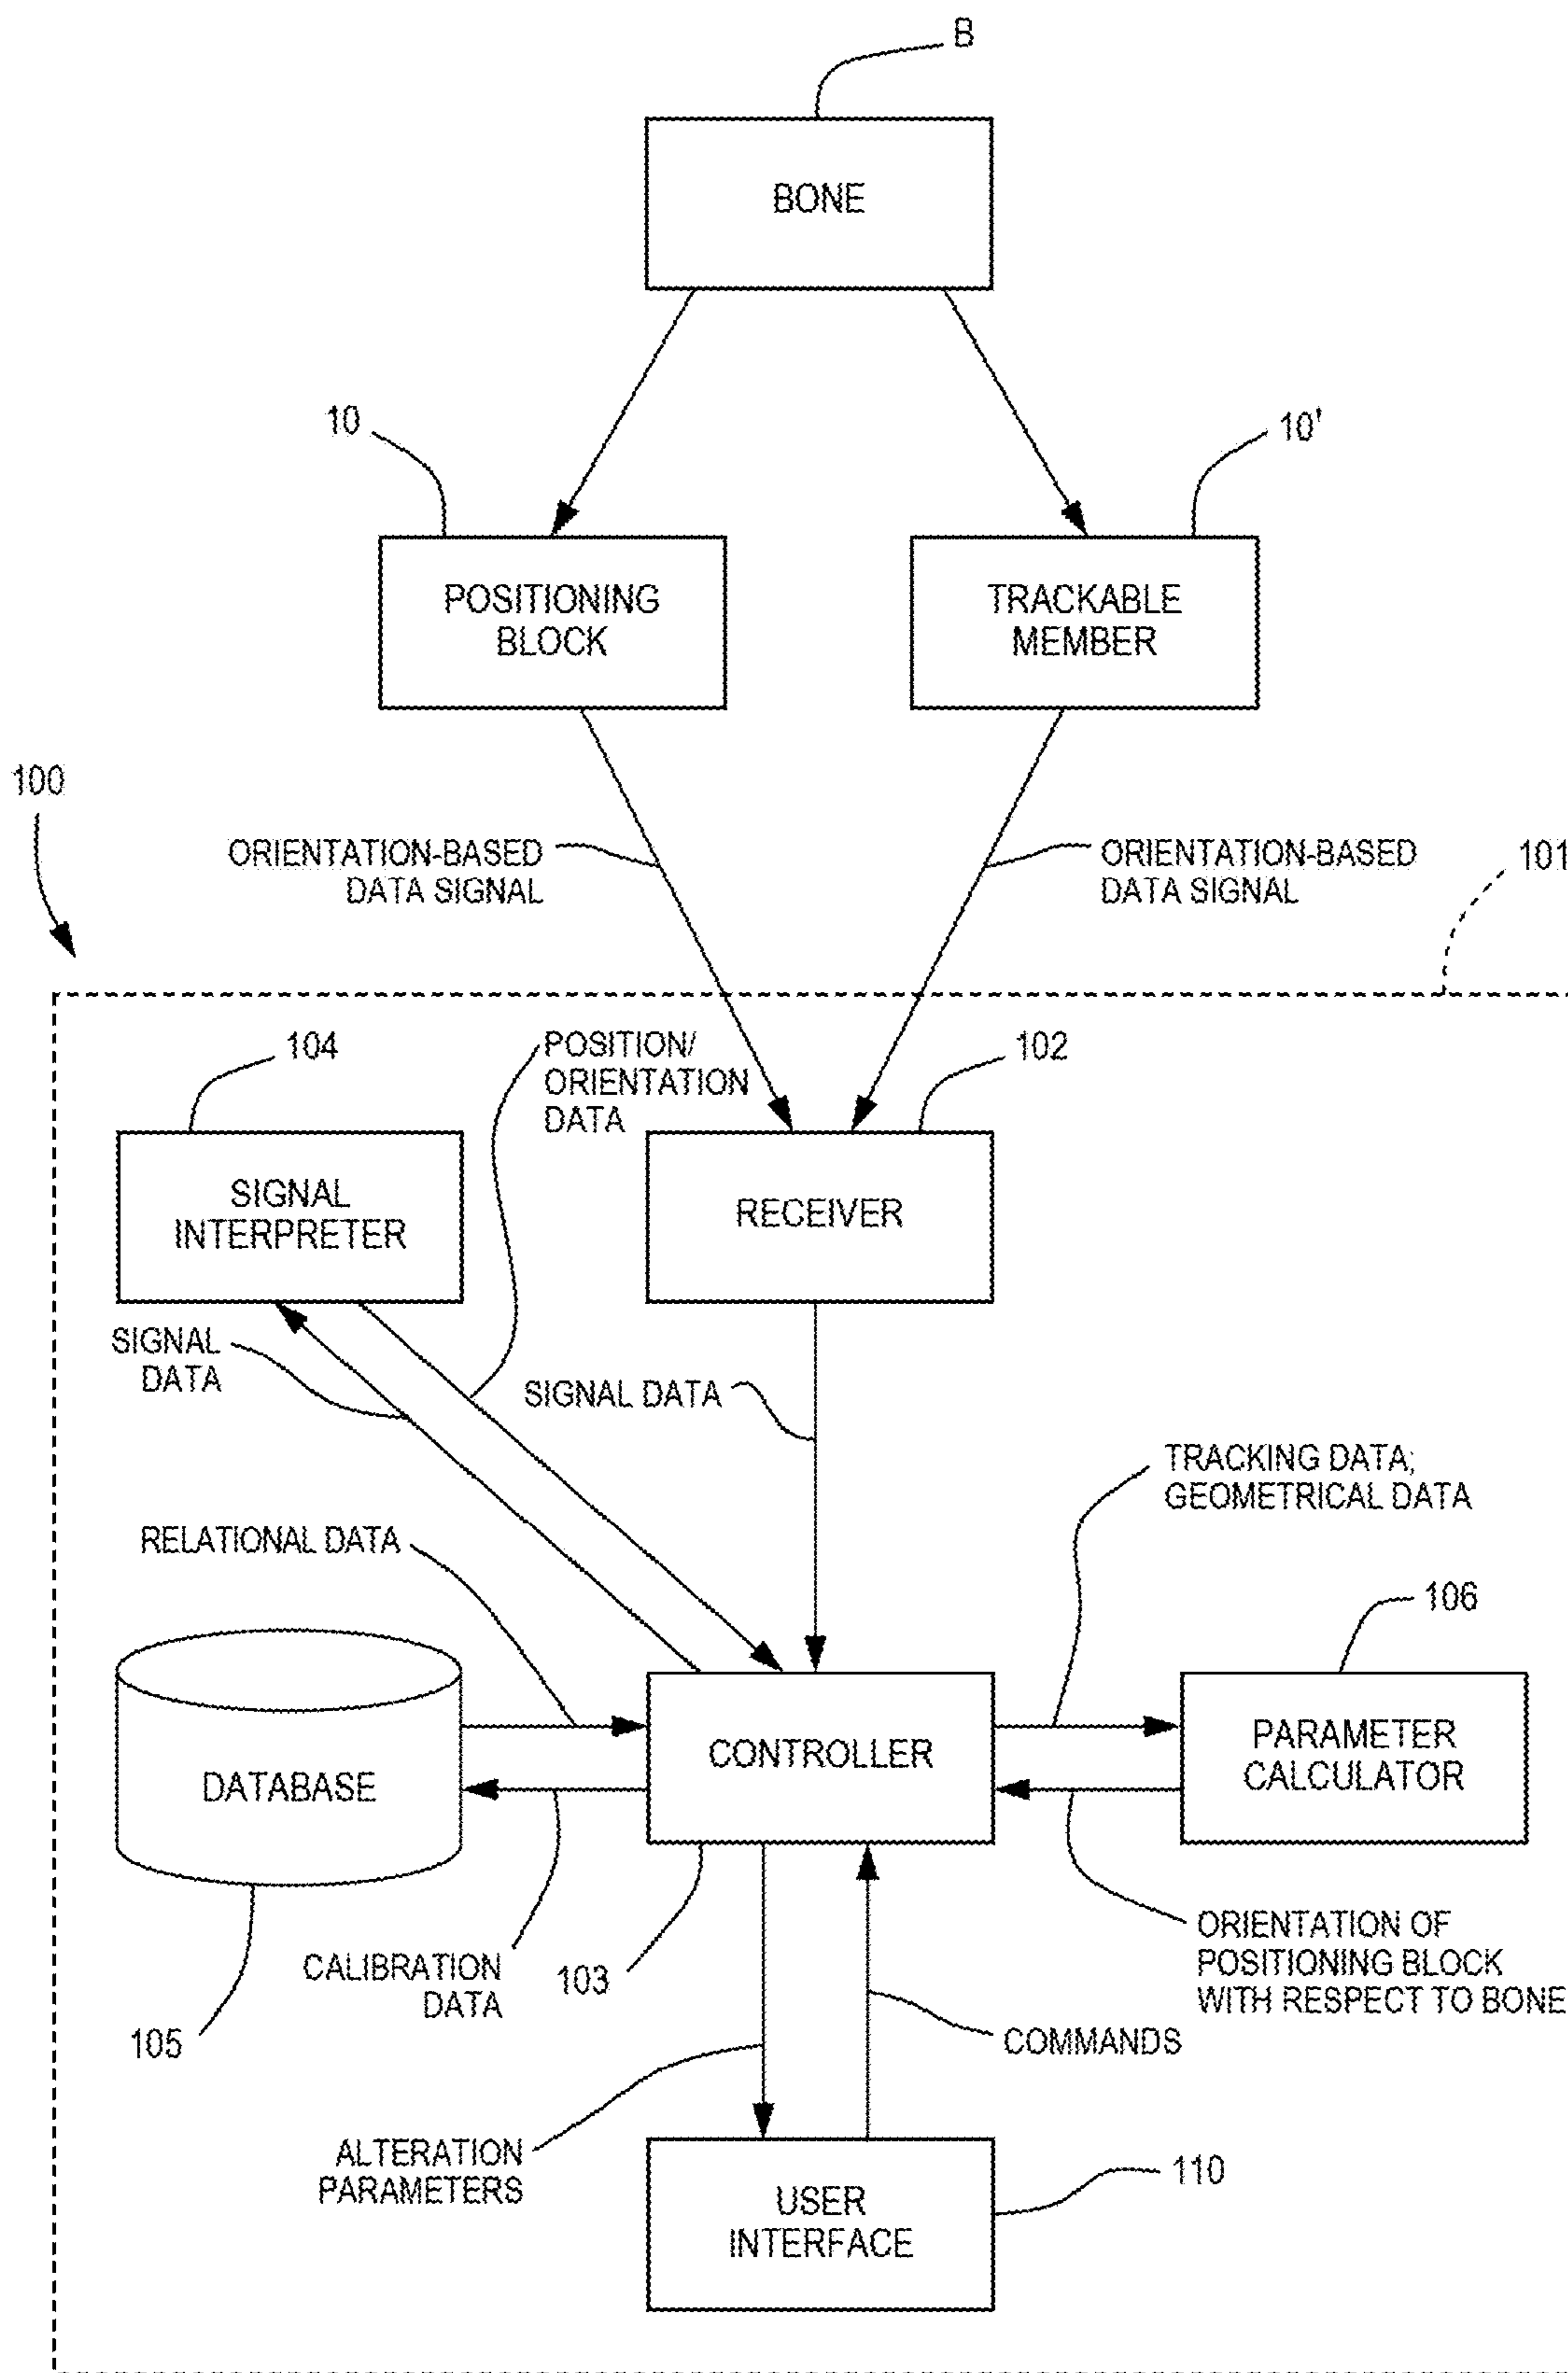 B
BONE
10
10'
POSITIONING
BLOCK
TRACKABLE
MEMBER
100
ORIENTATION-BASED
DATA SIGNAL
ORIENTATION-BASED
DATA SIGNAL
101
104
POSITION/
ORIENTATION
DATA
102
SIGNAL
INTERPRETER
RECEIVER
SIGNAL
DATA
SIGNAL DATA
TRACKING DATA;
GEOMETRICAL DATA
RELATIONAL DATA
106
DATABASE
CONTROLLER
PARAMETER
CALCULATOR
CALIBRATION
DATA
103
ORIENTATION OF
POSITIONING BLOCK
WITH RESPECT TO BONE
105
COMMANDS
ALTERATION
PARAMETERS
USER
INTERFACE
110